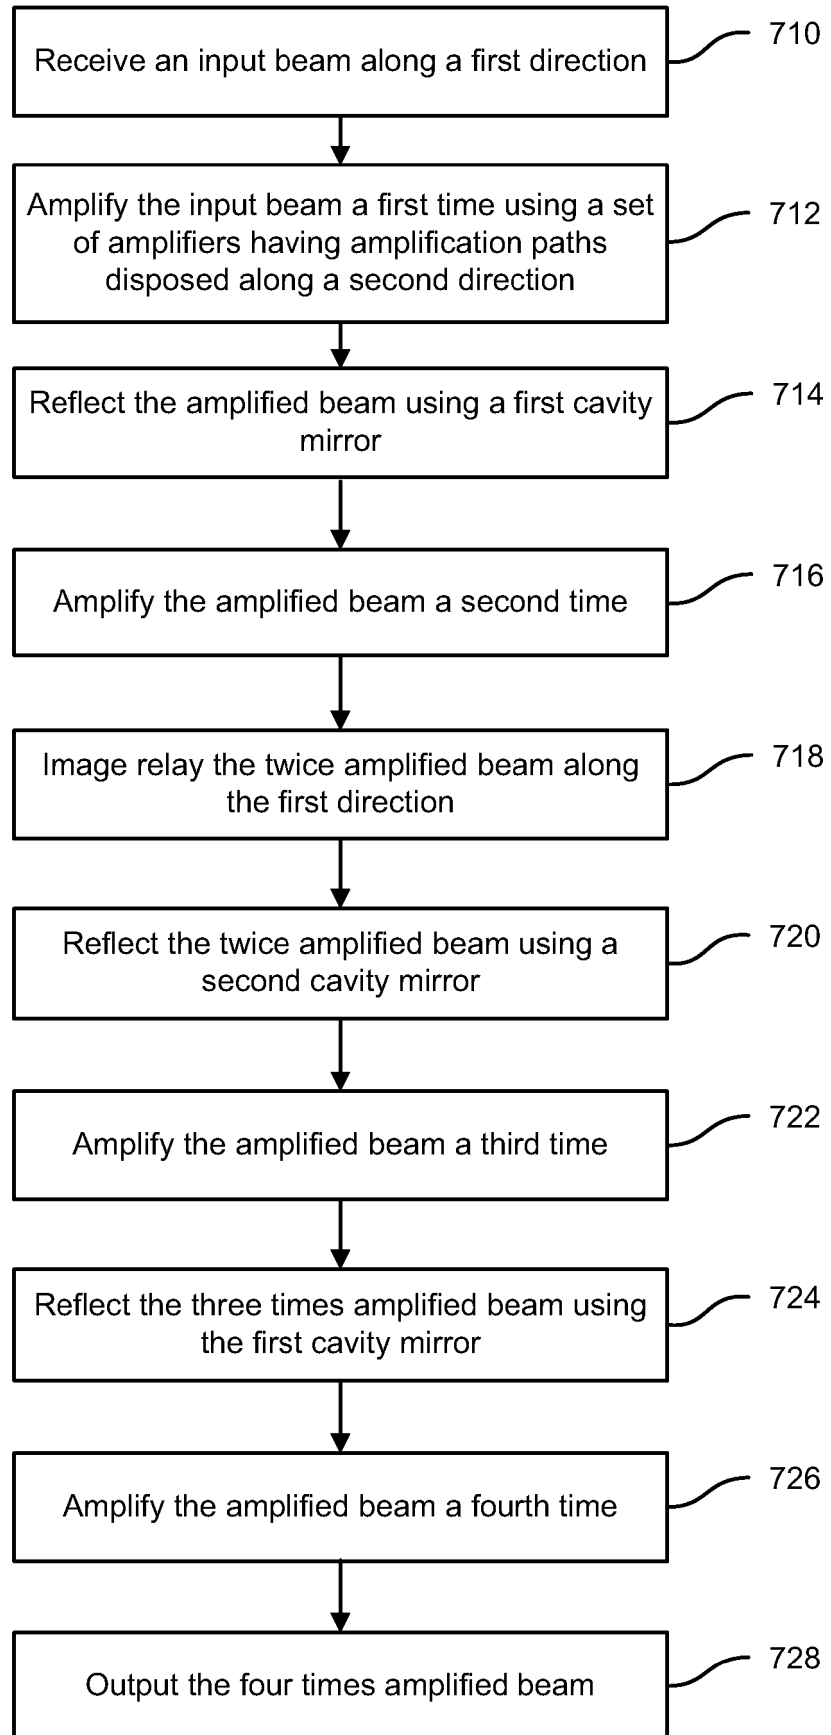 Receive an input beam along a first direction
710
Amplify the input beam a first time using a set
of amplifiers having amplification paths
disposed along a second direction
712
Reflect the amplified beam using a first cavity
mirror
714
Amplify the amplified beam a second time
716
Image relay the twice amplified beam along
the first direction
718
Reflect the twice amplified beam using a
second cavity mirror
720
Amplify the amplified beam a third time
722
Reflect the three times amplified beam using
the first cavity mirror
724
Amplify the amplified beam a fourth time
726
Output the four times amplified beam
728